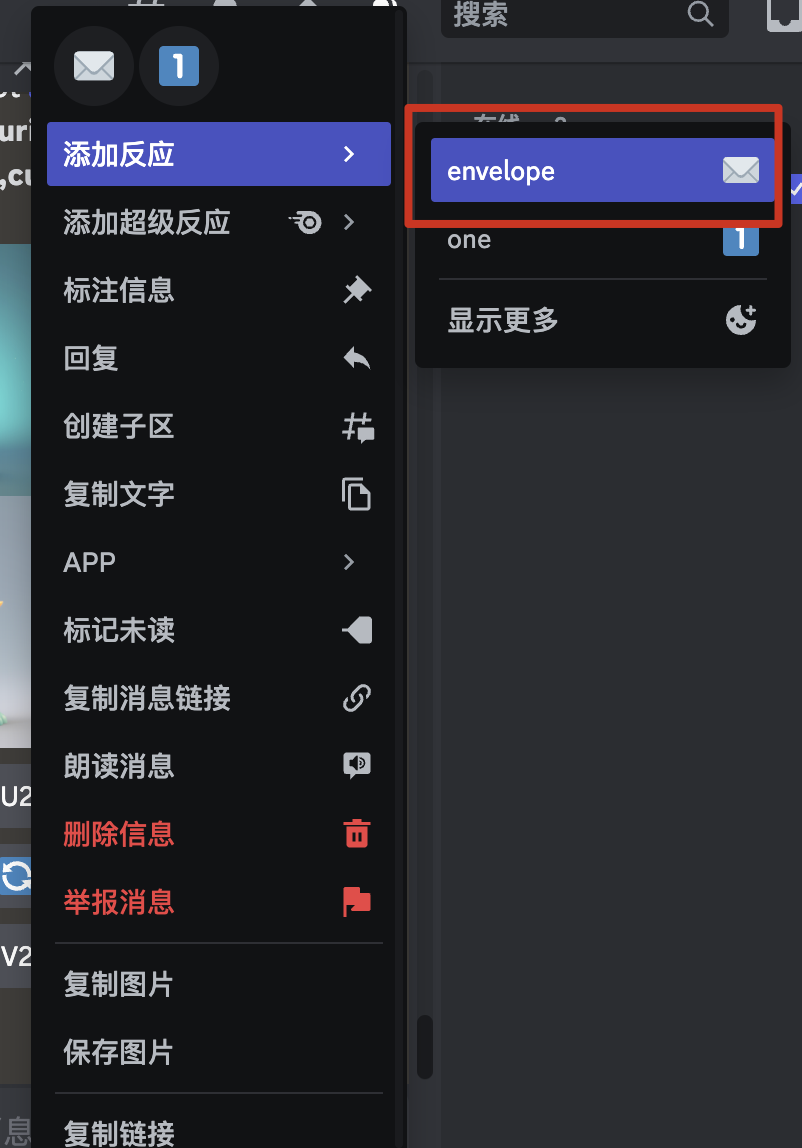 搜索
1
添加反应
envelope
添加超级反应
one
1
标注信息
显示更多
回复
创建子区
复制文字
APP
标记未读
复制消息链接
朗读消息
U2
删除信息
举报消息
V2
复制图片
保存图片
复制链接